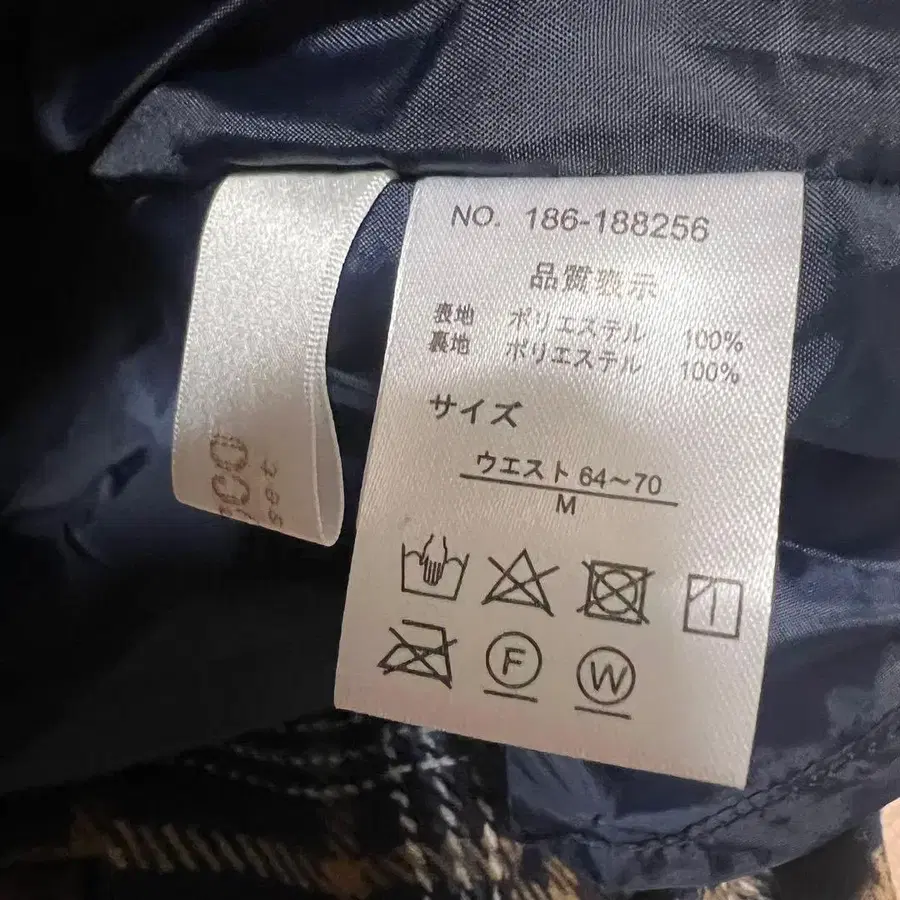 NO. 186-188256
品質表示
表地 ポリエステル 100%
裏地 ポリエステル 100%
サイズ
ウエスト 64～70
M
F
W